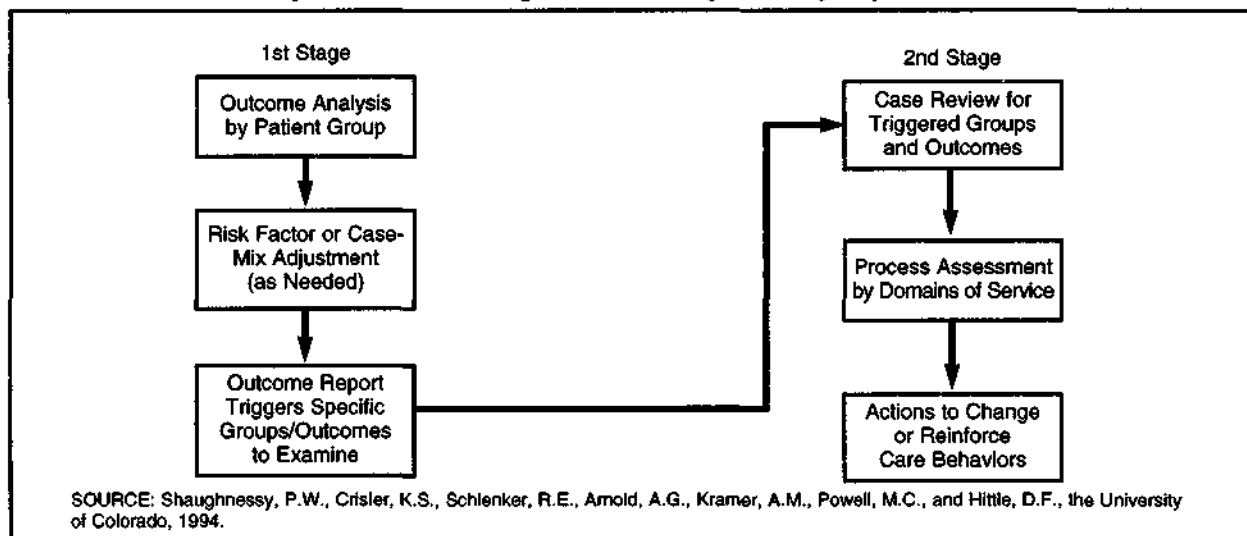 1st Stage
Outcome Analysis
by Patient Group
Risk Factor or Case-
Mix Adjustment
(as Needed)
Outcome Report
Triggers Specific
Groups/Outcomes
to Examine
2nd Stage
Case Review for
Triggered Groups
and Outcomes
Process Assessment
by Domains of Service
Actions to Change
or Reinforce
Care Behaviors
SOURCE: Shaughnessy, P.W., Crisler, K.S., Schlenker, R.E., Arnold, A.G., Kramer, A.M., Powell, M.C., and Hittle, D.F., the University
of Colorado, 1994.